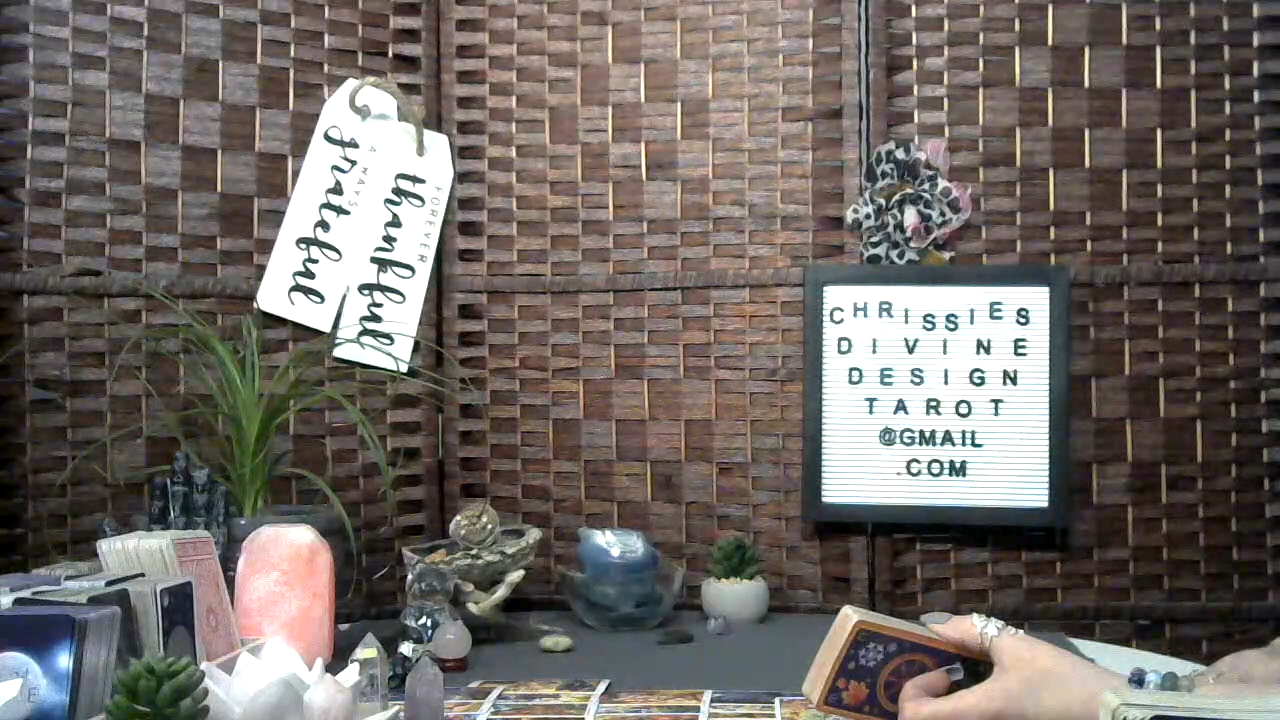 FOREVER
thankful
ALWAYS
grateful
CHRISSIES
DIVINE
DESIGN
TAROT
@GMAIL
.COM